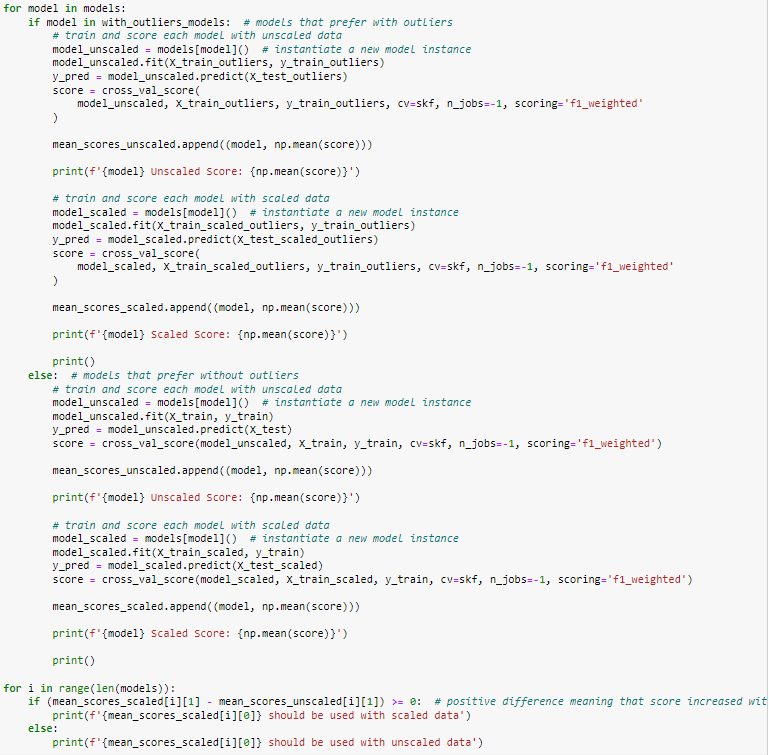 for model in models:
    if model in with_outliers_models:  # models that prefer with outliers
        # train and score each model with unscaled data
        model_unscaled = models[model]()  # instantiate a new model instance
        model_unscaled.fit(X_train_outliers, y_train_outliers)
        y_pred = model_unscaled.predict(X_test_outliers)
        score = cross_val_score(
            model_unscaled, X_train_outliers, y_train_outliers, cv=skf, n_jobs=-1, scoring='f1_weighted'
        )

        mean_scores_unscaled.append((model, np.mean(score)))

        print(f'{model} Unscaled Score: {np.mean(score)}')

        # train and score each model with scaled data
        model_scaled = models[model]()  # instantiate a new model instance
        model_scaled.fit(X_train_scaled_outliers, y_train_outliers)
        y_pred = model_scaled.predict(X_test_scaled_outliers)
        score = cross_val_score(
            model_scaled, X_train_scaled_outliers, y_train_outliers, cv=skf, n_jobs=-1, scoring='f1_weighted'
        )

        mean_scores_scaled.append((model, np.mean(score)))

        print(f'{model} Scaled Score: {np.mean(score)}')

        print()
    else:  # models that prefer without outliers
        # train and score each model with unscaled data
        model_unscaled = models[model]()  # instantiate a new model instance
        model_unscaled.fit(X_train, y_train)
        y_pred = model_unscaled.predict(X_test)
        score = cross_val_score(model_unscaled, X_train, y_train, cv=skf, n_jobs=-1, scoring='f1_weighted')

        mean_scores_unscaled.append((model, np.mean(score)))

        print(f'{model} Unscaled Score: {np.mean(score)}')

        # train and score each model with scaled data
        model_scaled = models[model]()  # instantiate a new model instance
        model_scaled.fit(X_train_scaled, y_train)
        y_pred = model_scaled.predict(X_test_scaled)
        score = cross_val_score(model_scaled, X_train_scaled, y_train, cv=skf, n_jobs=-1, scoring='f1_weighted')

        mean_scores_scaled.append((model, np.mean(score)))

        print(f'{model} Scaled Score: {np.mean(score)}')

        print()

for i in range(len(models)):
    if (mean_scores_scaled[i][1] - mean_scores_unscaled[i][1]) >= 0:  # positive difference meaning that score increased wit
        print(f'{mean_scores_scaled[i][0]} should be used with scaled data')
    else:
        print(f'{mean_scores_scaled[i][0]} should be used with unscaled data')